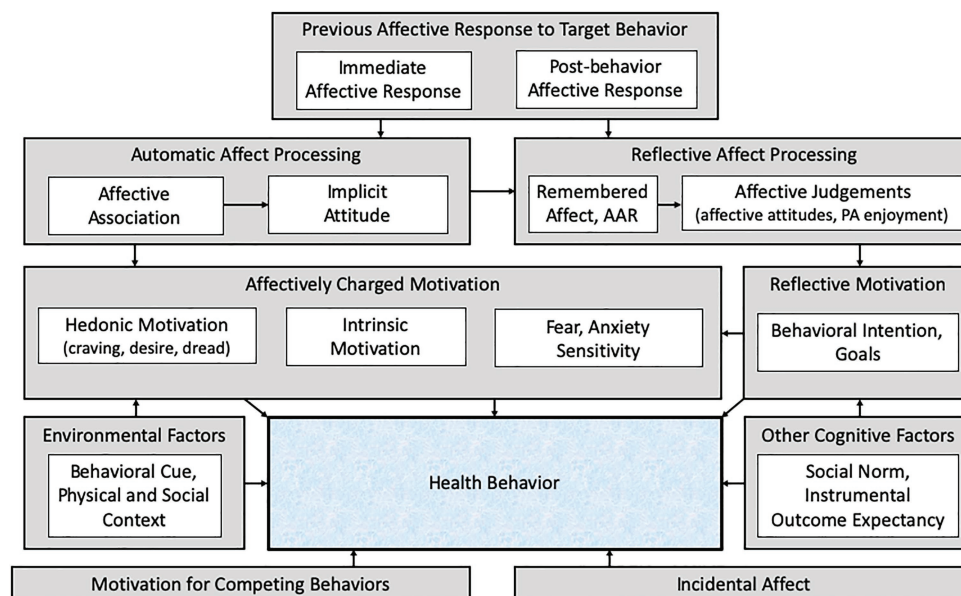 Previous Affective Response to Target Behavior
Immediate
Affective Response
Post-behavior
Affective Response
Automatic Affect Processing
Affective
Association
Implicit
Attitude
Reflective Affect Processing
Remembered
Affect, AAR
Affective Judgements
(affective attitudes, PA enjoyment)
Affectively Charged Motivation
Hedonic Motivation
(craving, desire, dread)
Intrinsic
Motivation
Fear, Anxiety
Sensitivity
Reflective Motivation
Behavioral Intention,
Goals
Environmental Factors
Behavioral Cue,
Physical and Social
Context
Health Behavior
Other Cognitive Factors
Social Norm,
Instrumental
Outcome Expectancy
Motivation for Competing Behaviors
Incidental Affect